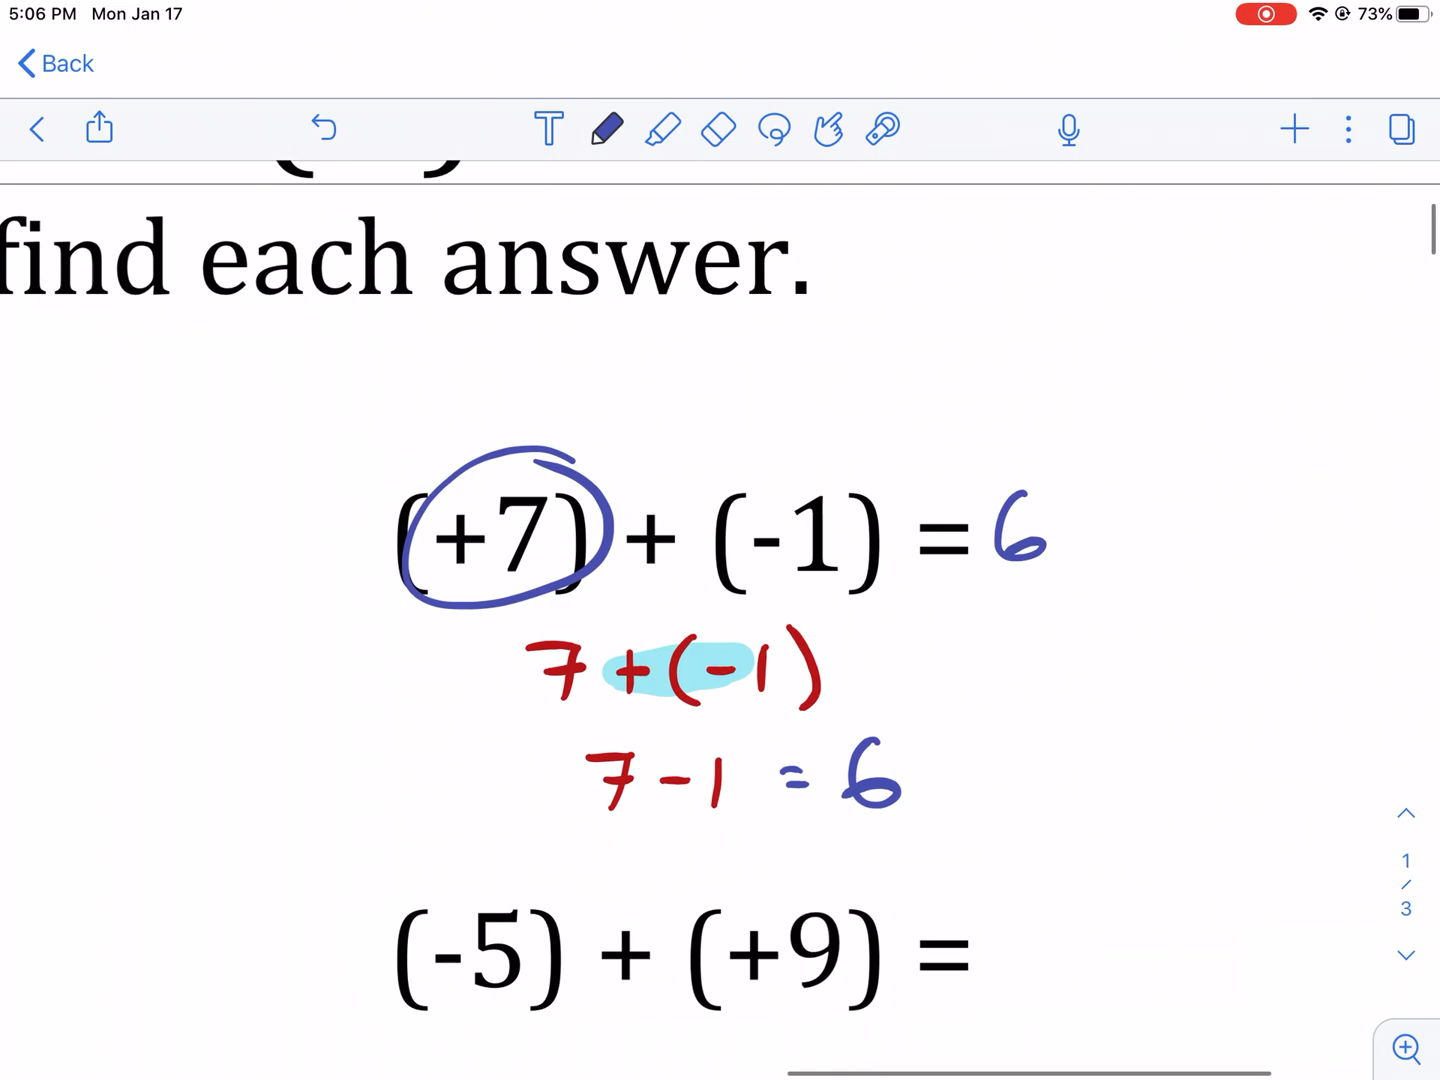 5:06 PM Mon Jan 17 73%
Back
T
find each answer.
(+7) + (-1) = 6
7 + (-1)
7 - 1 = 6
(-5) + (+9) =
1
/
3